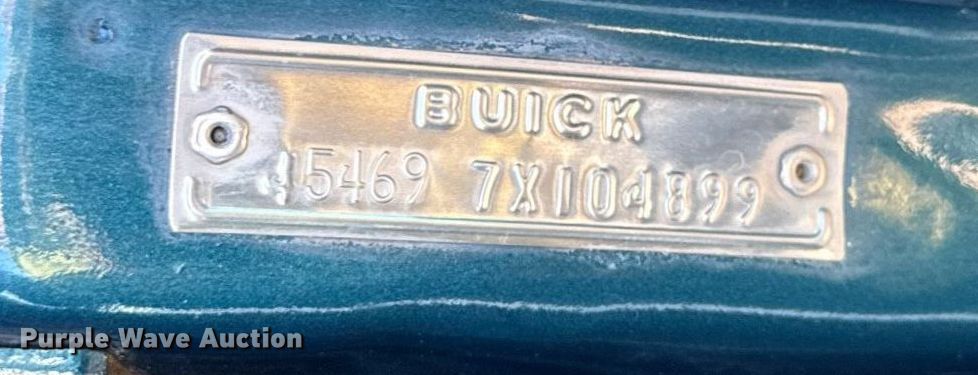 BUICK
45469 7X104899
Purple Wave Auction